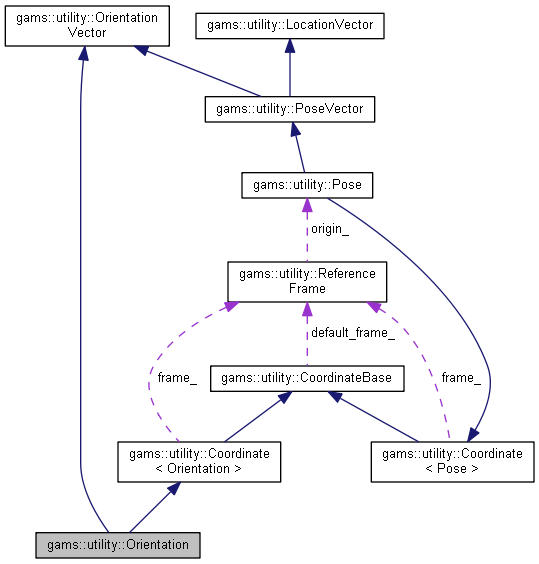 gams::utility::Orientation
Vector
gams::utility::LocationVector
gams::utility::PoseVector
gams::utility::Pose
origin_
gams::utility::Reference
Frame
default_frame_
frame_
frame_
gams::utility::CoordinateBase
gams::utility::Coordinate
< Orientation >
gams::utility::Coordinate
< Pose >
gams::utility::Orientation